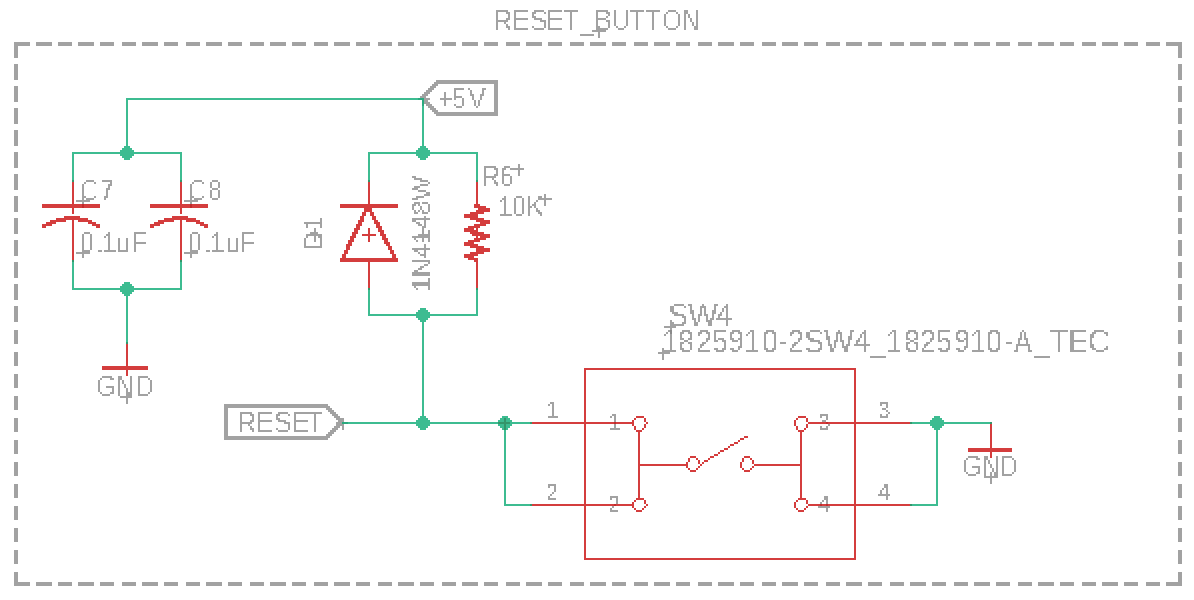 RESET_BUTTON
+5V
C7
C8
R6
10K
0.1uF
0.1uF
D1
1N4148W
SW4
1825910-2SW4_1825910-A_TEC
GND
RESET
1
1
3
3
GND
2
2
4
4